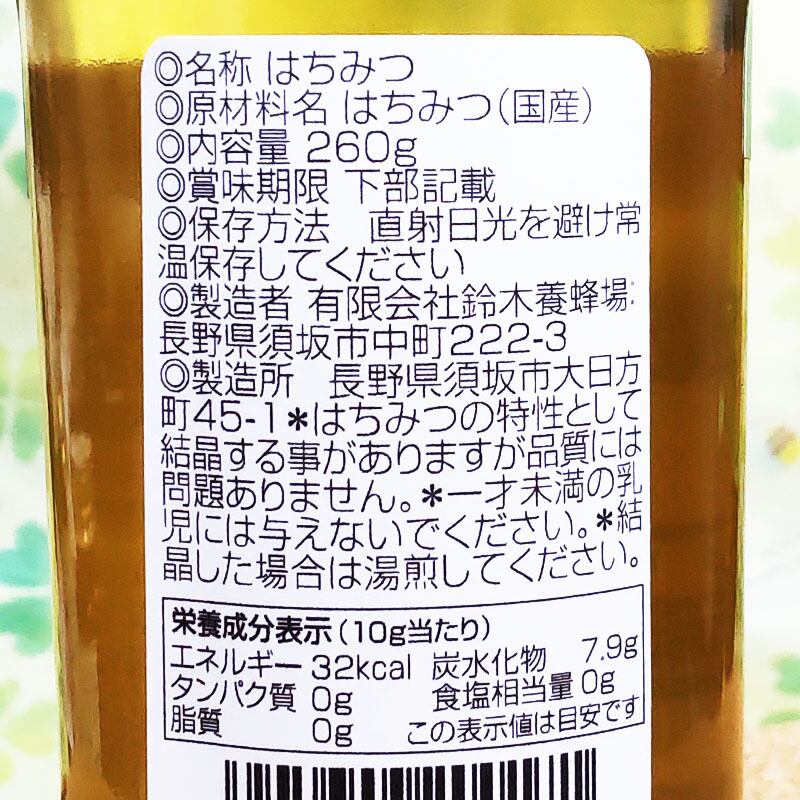 ◎名称 はちみつ
◎原材料名 はちみつ(国産)
◎内容量 260g
◎賞味期限 下部記載
◎保存方法　直射日光を避け常
温保存してください
◎製造者 有限会社鈴木養蜂場:
長野県須坂市中町222-3
◎製造所　長野県須坂市大日方
町45-1＊はちみつの特性として
結晶する事がありますが品質には
問題ありません。＊一才未満の乳
児には与えないでください。＊結
晶した場合は湯煎してください。
栄養成分表示(10g当たり)
エネルギー 32kcal 炭水化物 7.9g
タンパク質 0g 食塩相当量 0g
脂質 0g この表示値は目安です